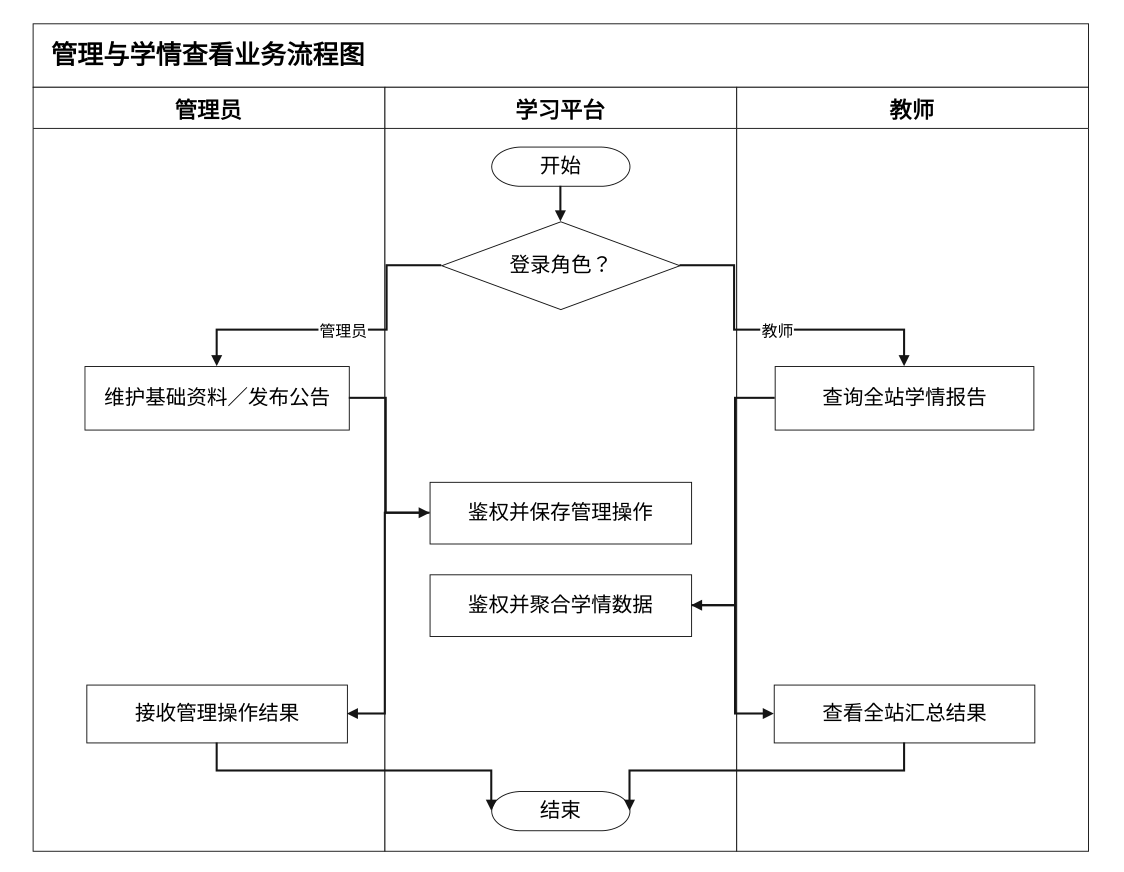 管理与学情查看业务流程图
管理员
学习平台
教师
开始
登录角色？
管理员
教师
维护基础资料／发布公告
查询全站学情报告
鉴权并保存管理操作
鉴权并聚合学情数据
接收管理操作结果
查看全站汇总结果
结束